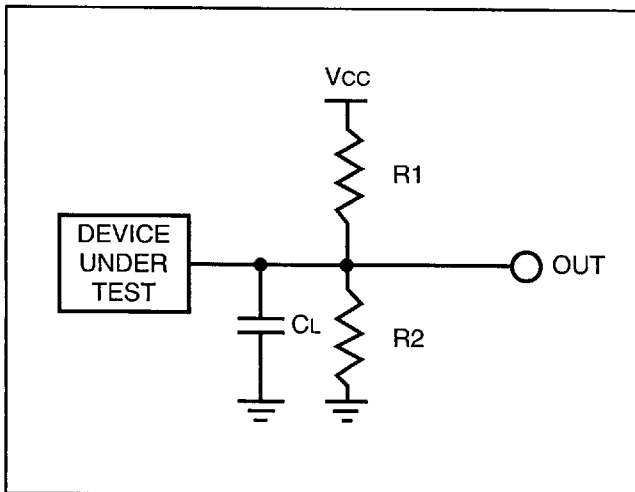 VCC
R1
DEVICE
UNDER
TEST
OUT
CL
R2